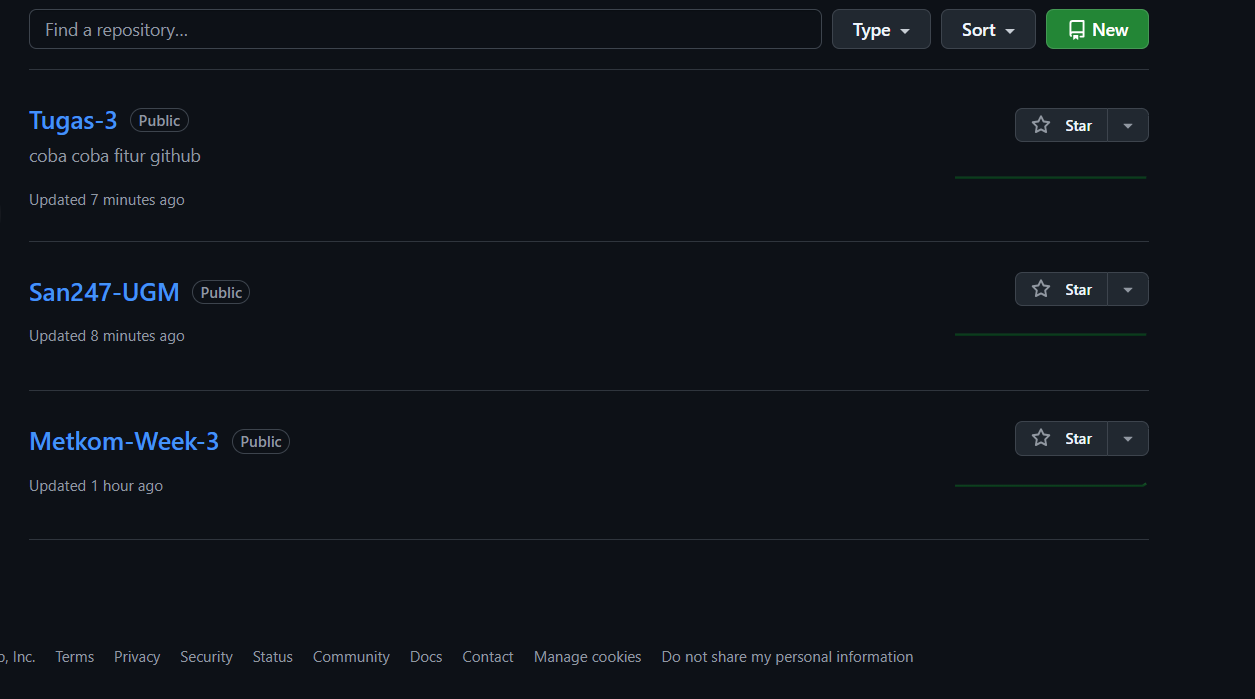 Find a repository...
Type
Sort
New
Tugas-3
Public
Star
coba coba fitur github
Updated 7 minutes ago
San247-UGM
Public
Star
Updated 8 minutes ago
Metkom-Week-3
Public
Star
Updated 1 hour ago
Inc.
Terms
Privacy
Security
Status
Community
Docs
Contact
Manage cookies
Do not share my personal information